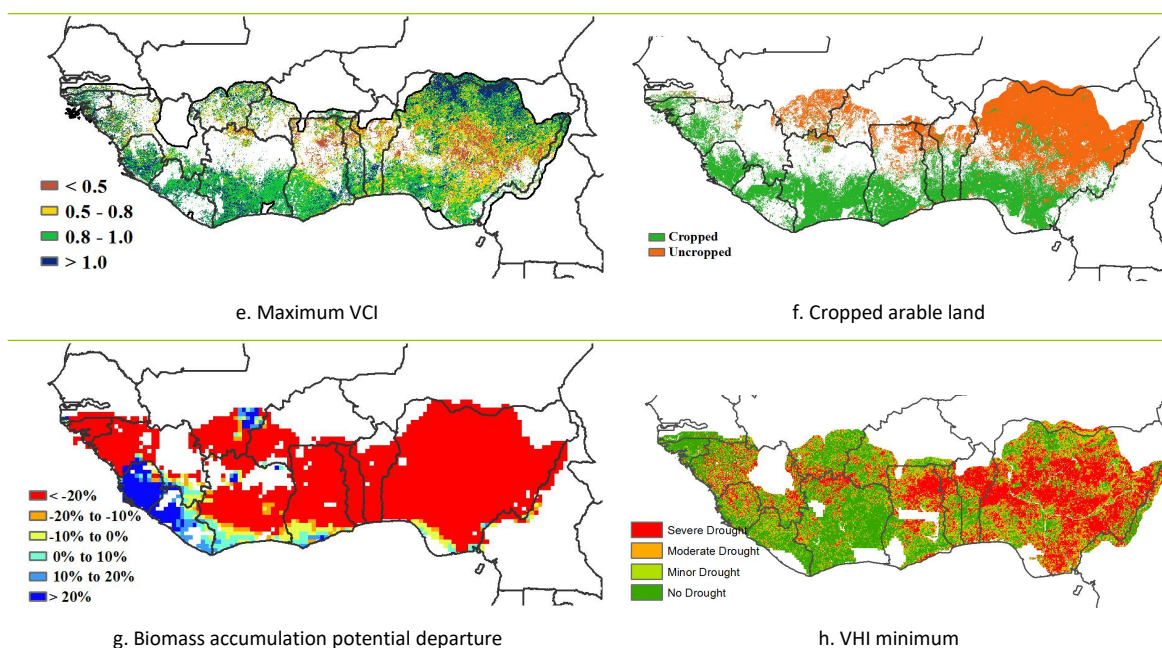 < 0.5
0.5 - 0.8
0.8 - 1.0
> 1.0
e. Maximum VCI
Cropped
Uncropped
f. Cropped arable land
< -20%
-20% to -10%
-10% to 0%
0% to 10%
10% to 20%
> 20%
g. Biomass accumulation potential departure
Severe Drought
Moderate Drought
Minor Drought
No Drought
h. VHI minimum